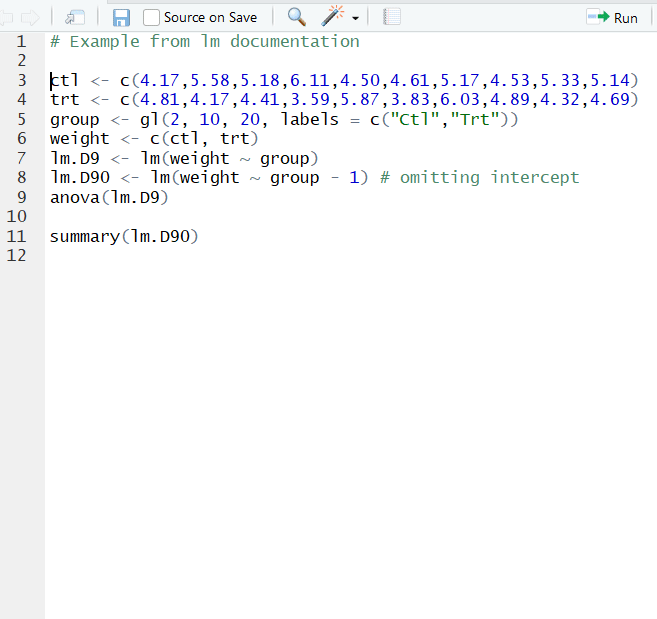 Source on Save Run
1 # Example from lm documentation
2
3 ctl <- c(4.17,5.58,5.18,6.11,4.50,4.61,5.17,4.53,5.33,5.14)
4 trt <- c(4.81,4.17,4.41,3.59,5.87,3.83,6.03,4.89,4.32,4.69)
5 group <- gl(2, 10, 20, labels = c("Ctl","Trt"))
6 weight <- c(ctl, trt)
7 lm.D9 <- lm(weight ~ group)
8 lm.D90 <- lm(weight ~ group - 1) # omitting intercept
9 anova(lm.D9)
10
11 summary(lm.D90)
12